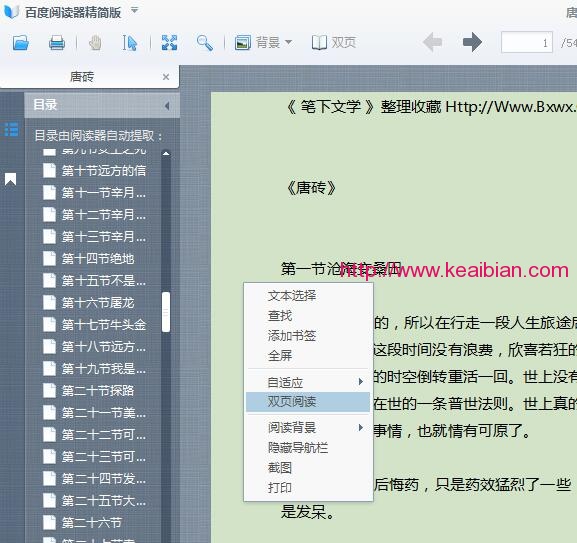 百度阅读器精简版
唐
背景
双页
1
/54
唐砖
×
目录
目录由阅读器自动提取：
第十节远方的信
第十一节辛月...
第十二节辛月...
第十三节辛月...
第十四节绝地
第十五节不是...
第十六节屠龙
第十七节牛头金
第十八节远方...
第十九节我是...
第二十节探路
第二十一节美...
第二十二节可...
第二十三节可...
第二十四节发...
第二十五节大...
第二十六节
《 笔下文学 》整理收藏 Http://Www.Bxwx.
《唐砖》
第一节沧海变桑田
http://www.keaibian.com
的，所以在行走一段人生旅途后
这段时间没有浪费，欣喜若狂的
的时空倒转重活一回。世上没有
在世的一条普世法则。世上真的
事情，也就情有可原了。
后悔药，只是药效猛烈了一些
是发呆。
文本选择
查找
添加书签
全屏
自适应
双页阅读
阅读背景
隐藏导航栏
截图
打印